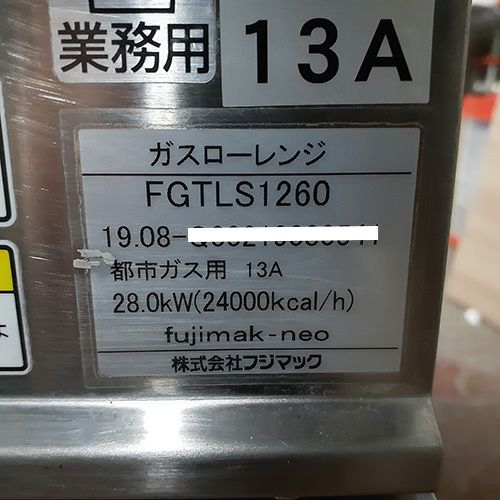 業務用
13A
ガスローレンジ
FGTLS1260
19.08-
都市ガス用 13A
28.0kW(24000kcal/h)
fujimak-neo
株式会社フジマック